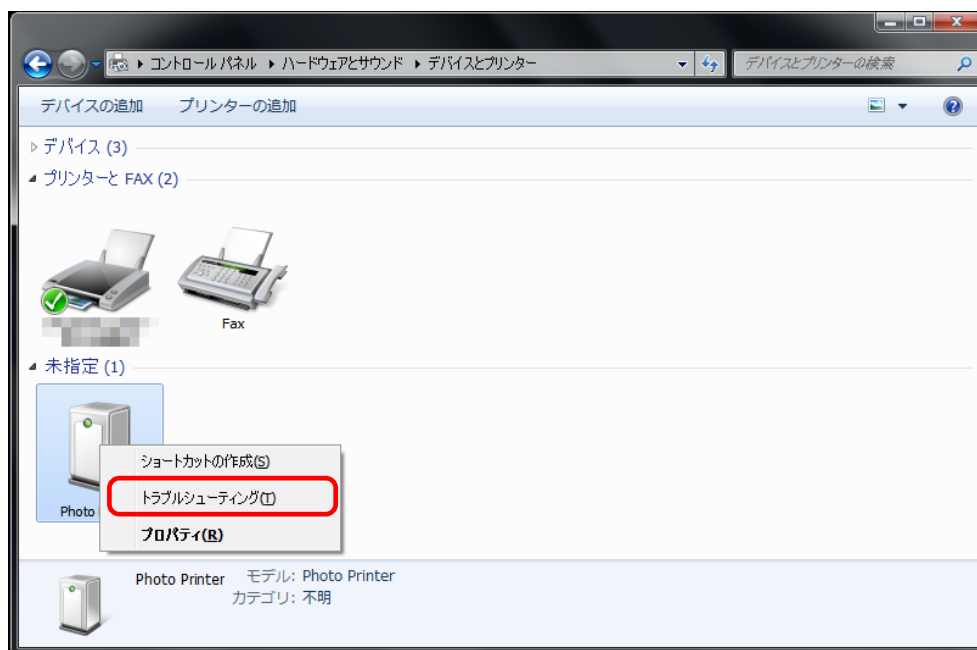 コントロール パネル ハードウェアとサウンド デバイスとプリンター デバイスとプリンターの検索
デバイスの追加 プリンターの追加
デバイス (3)
プリンターと FAX (2)
Fax
未指定 (1)
ショートカットの作成(S)
トラブルシューティング(T)
Photo
プロパティ(R)
Photo Printer モデル: Photo Printer
カテゴリ: 不明